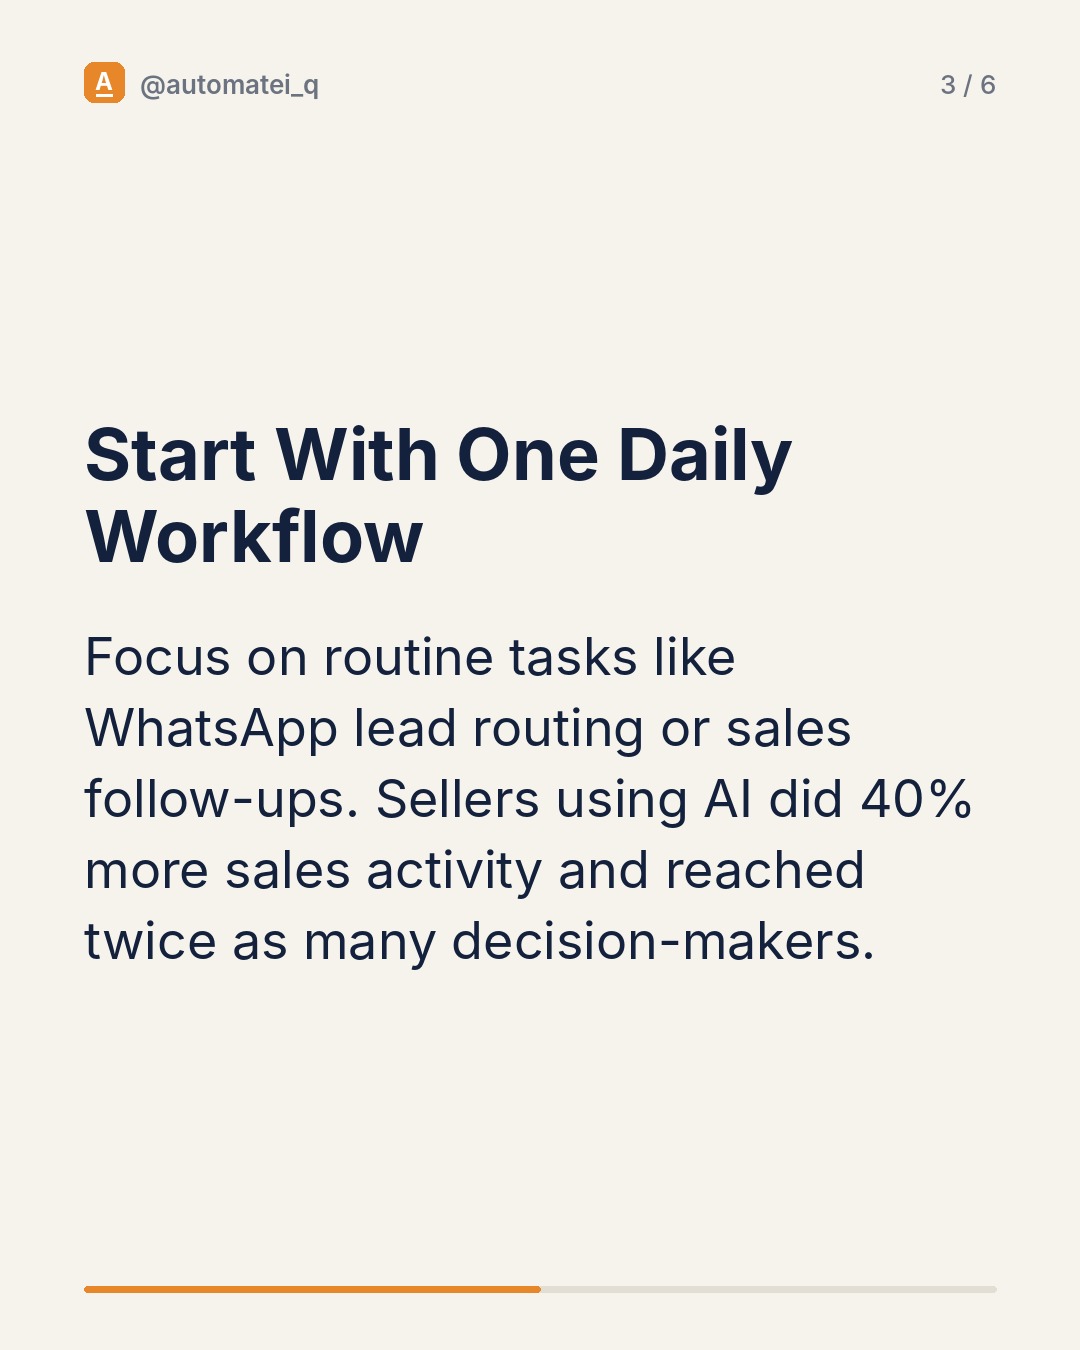 A @automatei_q 3 / 6
Start With One Daily
Workflow
Focus on routine tasks like
WhatsApp lead routing or sales
follow-ups. Sellers using AI did 40%
more sales activity and reached
twice as many decision-makers.